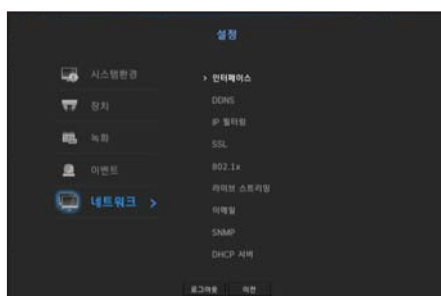 설정
시스템환경
장치
녹화
이벤트
네트워크 >
> 인터페이스
DDNS
IP 필터링
SSL
802.1x
라이브 스트리밍
이메일
SNMP
DHCP 서버
로그아웃 이전